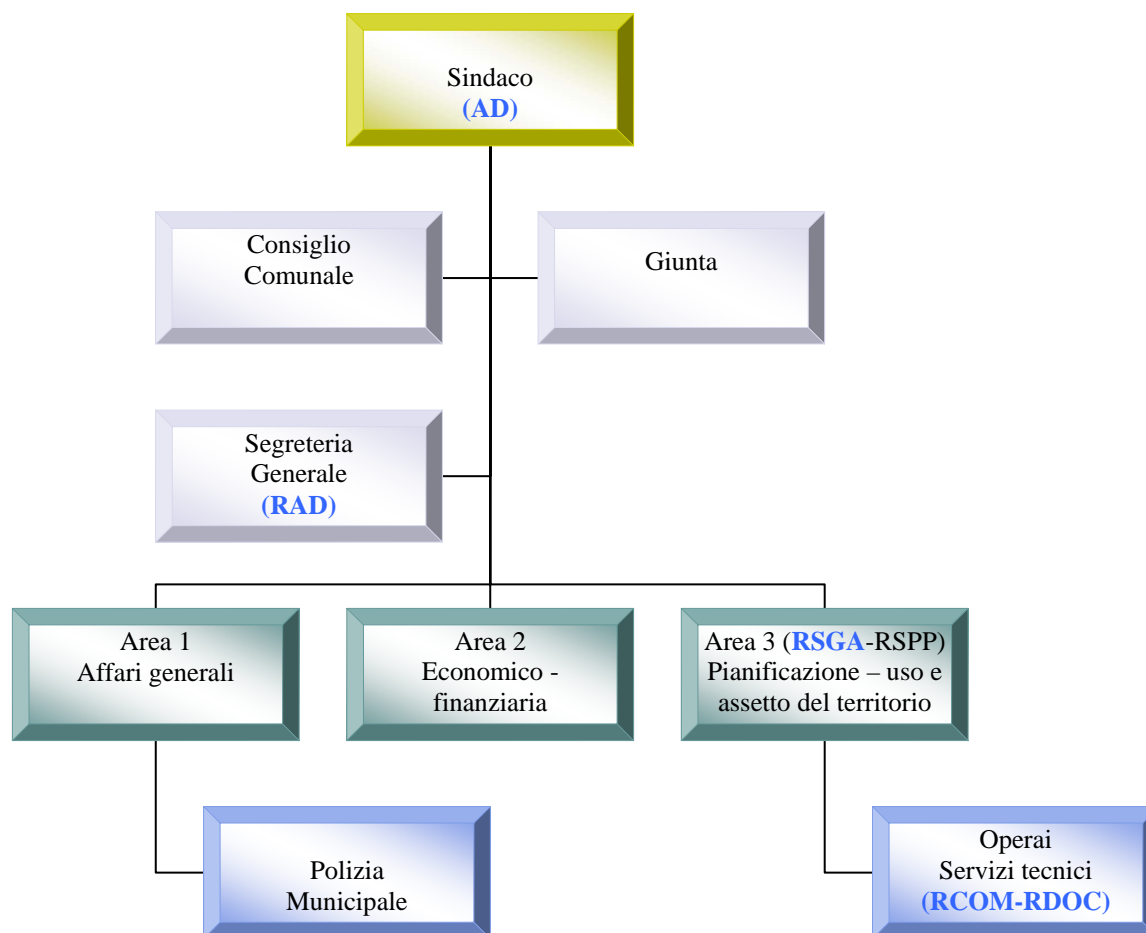 Sindaco
(AD)
Consiglio
Comunale
Giunta
Segreteria
Generale
(RAD)
Area 1
Affari generali
Area 2
Economico -
finanziaria
Area 3 (RSGA-RSPP)
Pianificazione – uso e
assetto del territorio
Polizia
Municipale
Operai
Servizi tecnici
(RCOM-RDOC)